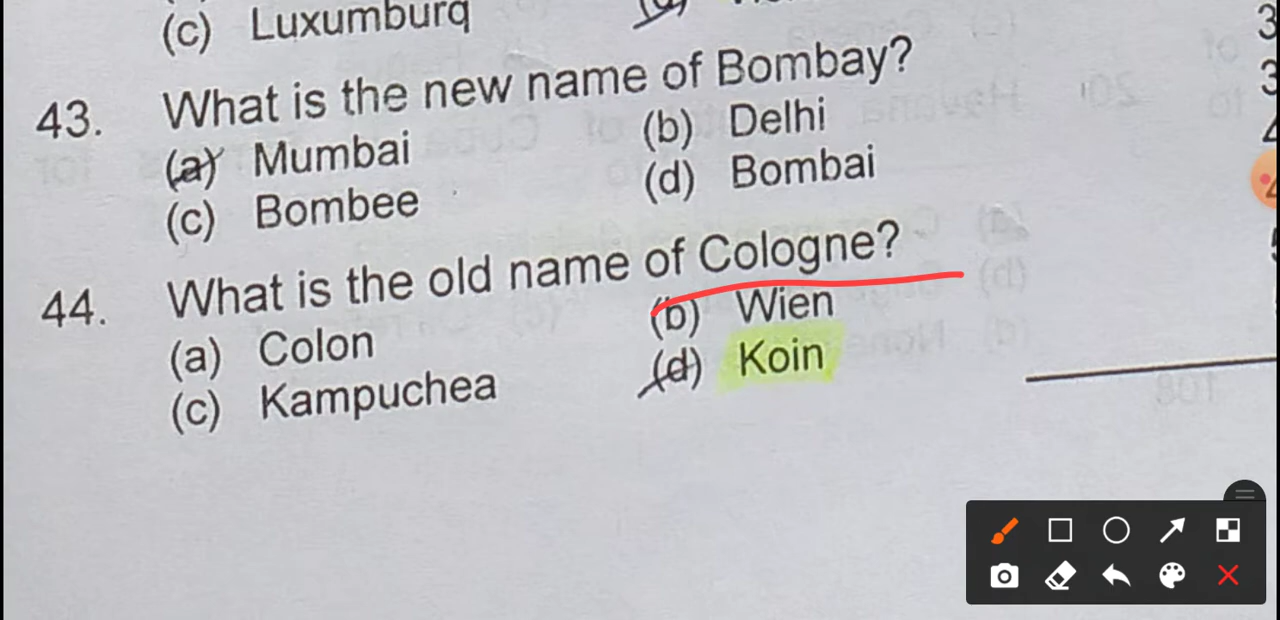 (c) Luxumburg
43. What is the new name of Bombay?
(a) Mumbai (b) Delhi
(c) Bombee (d) Bombai
44. What is the old name of Cologne?
(a) Colon (b) Wien
(c) Kampuchea (d) Koin